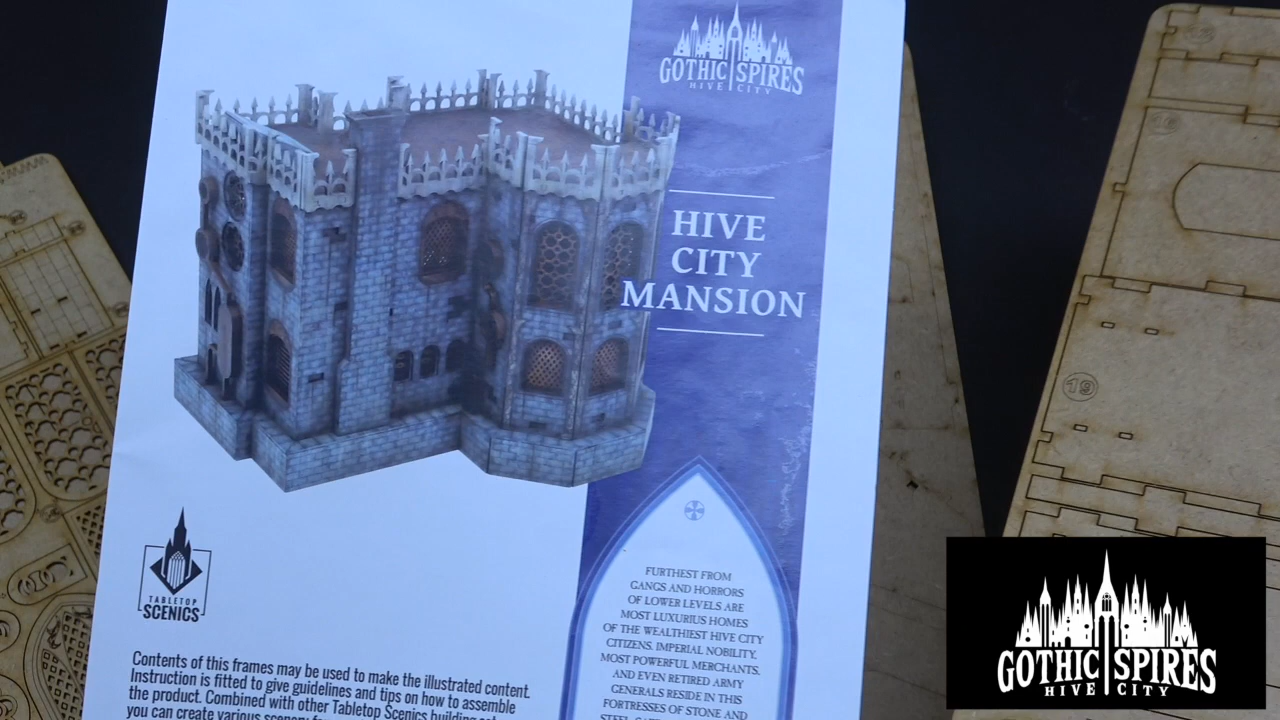 GOTHIC SPIRES
HIVE CITY
HIVE
CITY
MANSION
FURTHEST FROM
GANGS AND HORRORS
OF LOWER LEVELS ARE
MOST LUXURIUS HOMES
OF THE WEALTHIEST HIVE CITY
CITIZENS. IMPERIAL NOBILITY,
MOST POWERFUL MERCHANTS,
AND EVEN RETIRED ARMY
GENERALS RESIDE IN THIS
FORTRESSES OF STONE AND
TABLETOP
SCENICS
Contents of this frames may be used to make the illustrated content.
Instruction is fitted to give guidelines and tips on how to assemble
the product. Combined with other Tabletop Scenics building
you can create various
19
GOTHIC SPIRES
HIVE CITY